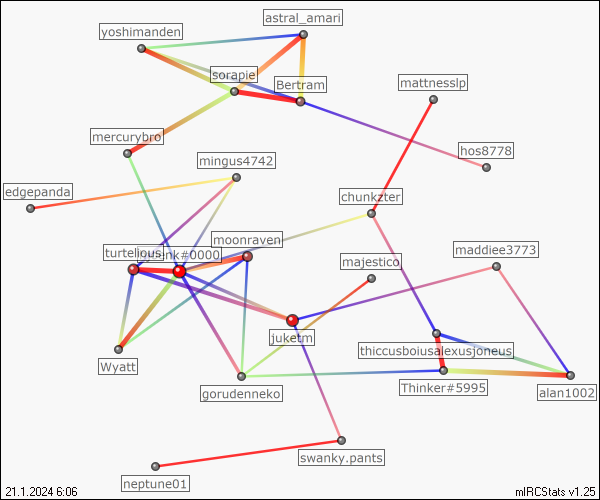 astral_amari
yoshimanden
sorapie
Bertram
mattnesslp
mercurybro
hos8778
mingus4742
edgepanda
chunkzter
moonraven
turtelious
enk#0000
majestico
maddiee3773
juketm
thiccusboiusalexusjoneus
Wyatt
gorudenneko
Thinker#5995
alan1002
swanky.pants
neptune01
21.1.2024 6:06
mIRCStats v1.25